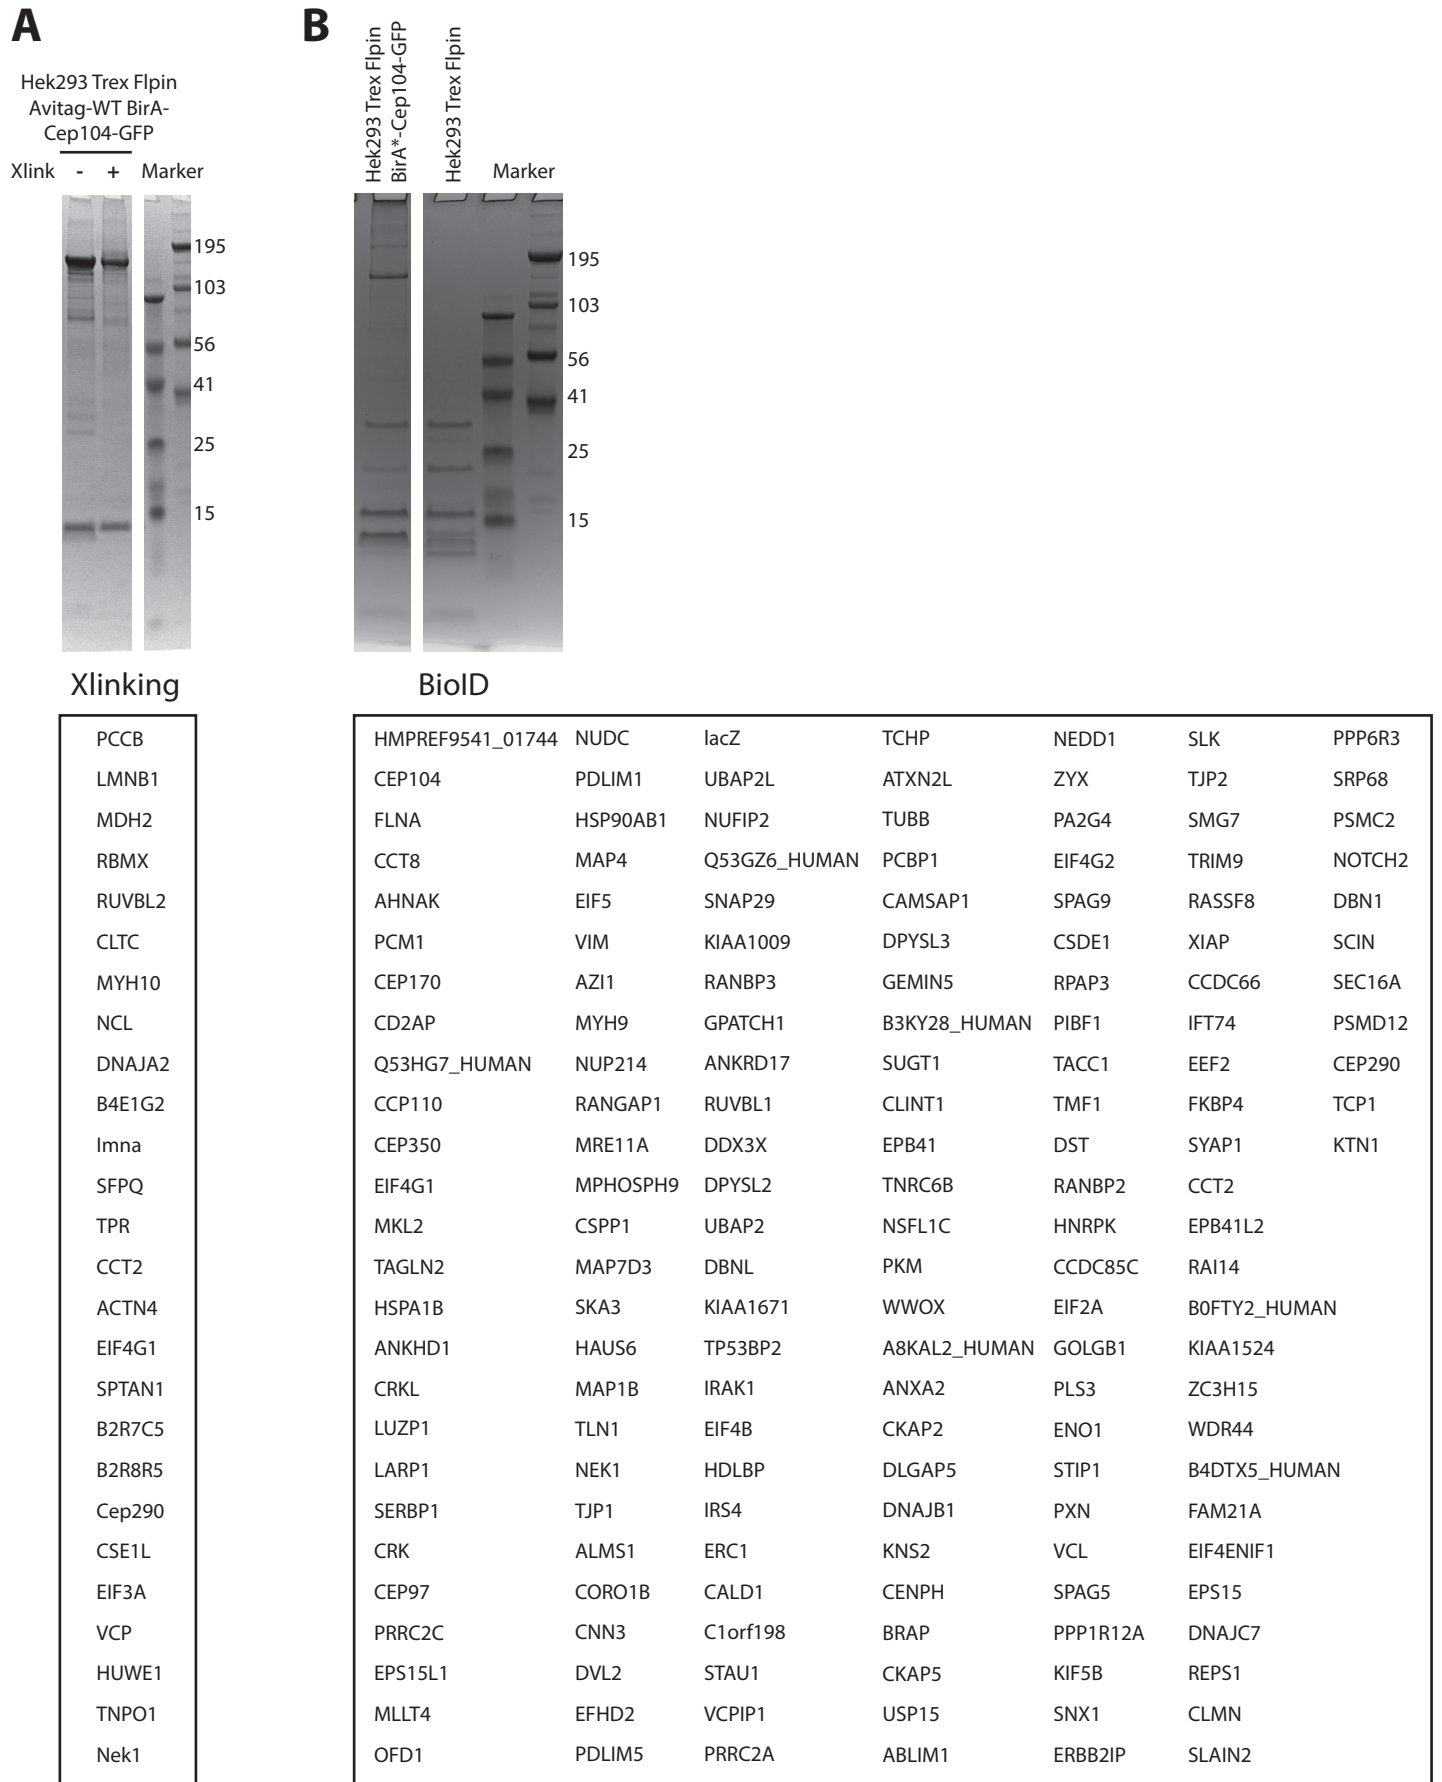 A
B
Hek293 Trex Flpin
Avitag-WT BirA-
Cep104-GFP
Xlink - + Marker
195
103
56
41
25
15
Hek293 Trex Flpin
BirA*-Cep104-GFP
Hek293 Trex Flpin
Marker
195
103
56
41
25
15
Xlinking
PCCB
LMNB1
MDH2
RBMX
RUVBL2
CLTC
MYH10
NCL
DNAJA2
B4E1G2
lmna
SFPQ
TPR
CCT2
ACTN4
EIF4G1
SPTAN1
B2R7C5
B2R8R5
Cep290
CSE1L
EIF3A
VCP
HUWE1
TNPO1
Nek1
BioID
HMPREF9541_01744 NUDC lacZ TCHP NEDD1 SLK PPP6R3
CEP104 PDLIM1 UBAP2L ATXN2L ZYX TJP2 SRP68
FLNA HSP90AB1 NUFIP2 TUBB PA2G4 SMG7 PSMC2
CCT8 MAP4 Q53GZ6_HUMAN PCBP1 EIF4G2 TRIM9 NOTCH2
AHNAK EIF5 SNAP29 CAMSAP1 SPAG9 RASSF8 DBN1
PCM1 VIM KIAA1009 DPYSL3 CSDE1 XIAP SCIN
CEP170 AZI1 RANBP3 GEMIN5 RPAP3 CCDC66 SEC16A
CD2AP MYH9 GPATCH1 B3KY28_HUMAN PIBF1 IFT74 PSMD12
Q53HG7_HUMAN NUP214 ANKRD17 SUGT1 TACC1 EEF2 CEP290
CCP110 RANGAP1 RUVBL1 CLINT1 TMF1 FKBP4 TCP1
CEP350 MRE11A DDX3X EPB41 DST SYAP1 KTN1
EIF4G1 MPHOSPH9 DPYSL2 TNRC6B RANBP2 CCT2
MKL2 CSPP1 UBAP2 NSFL1C HNRPK EPB41L2
TAGLN2 MAP7D3 DBNL PKM CCDC85C RAI14
HSPA1B SKA3 KIAA1671 WWOX EIF2A B0FTY2_HUMAN
ANKHD1 HAUS6 TP53BP2 A8KAL2_HUMAN GOLGB1 KIAA1524
CRKL MAP1B IRAK1 ANXA2 PLS3 ZC3H15
LUZP1 TLN1 EIF4B CKAP2 ENO1 WDR44
LARP1 NEK1 HDLBP DLGAP5 STIP1 B4DTX5_HUMAN
SERBP1 TJP1 IRS4 DNAJB1 PXN FAM21A
CRK ALMS1 ERC1 KNS2 VCL EIF4ENIF1
CEP97 CORO1B CALD1 CENPH SPAG5 EPS15
PRRC2C CNN3 C1orf198 BRAP PPP1R12A DNAJC7
EPS15L1 DVL2 STAU1 CKAP5 KIF5B REPS1
MLLT4 EFHD2 VCPIP1 USP15 SNX1 CLMN
OFD1 PDLIM5 PRRC2A ABLIM1 ERBB2IP SLAIN2